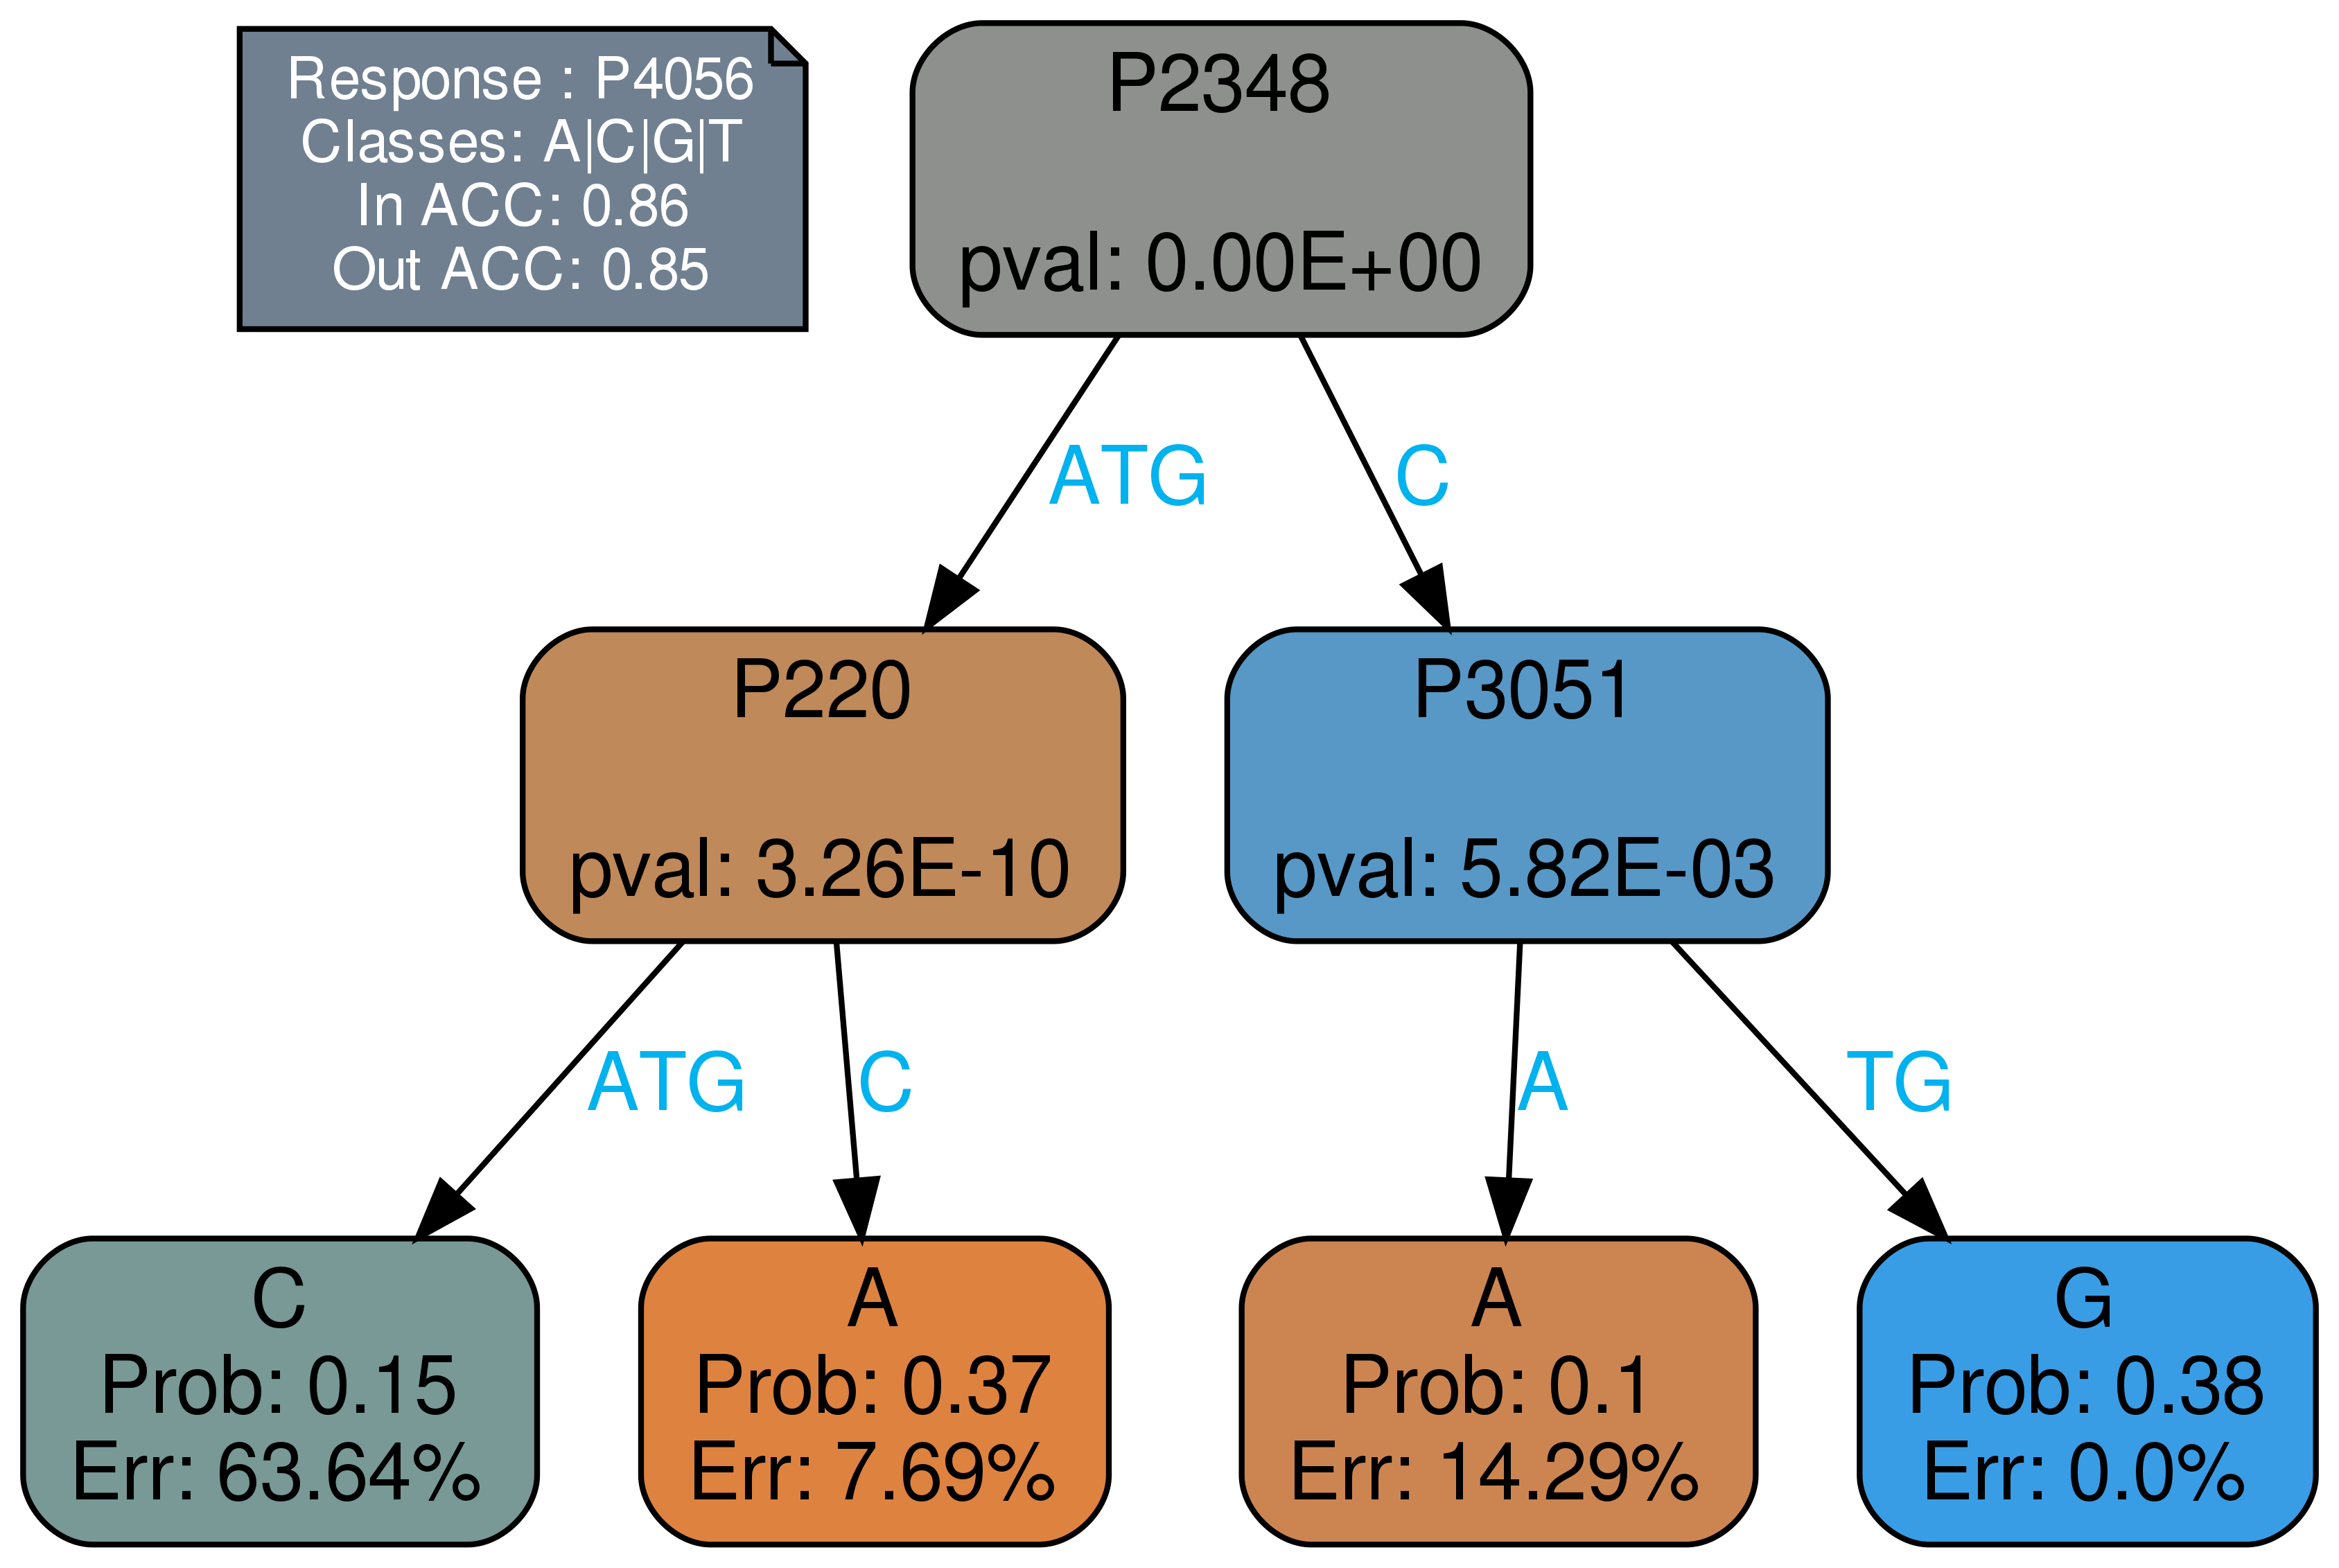 Response : P4056
Classes: A|C|G|T
In ACC: 0.86
Out ACC: 0.85
P2348
pval: 0.00E+00
ATG
C
P220
pval: 3.26E-10
P3051
pval: 5.82E-03
ATG
C
A
TG
C
Prob: 0.15
Err: 63.64%
A
Prob: 0.37
Err: 7.69%
A
Prob: 0.1
Err: 14.29%
G
Prob: 0.38
Err: 0.0%